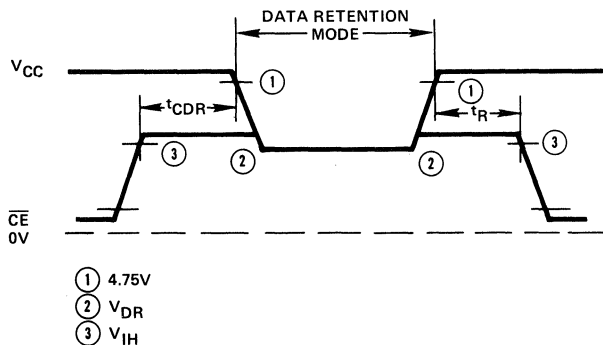 DATA RETENTION
MODE
VCC
1
tCDR
1
tR
3
2
2
3
CE
0V
1 4.75V
2 VDR
3 VIH